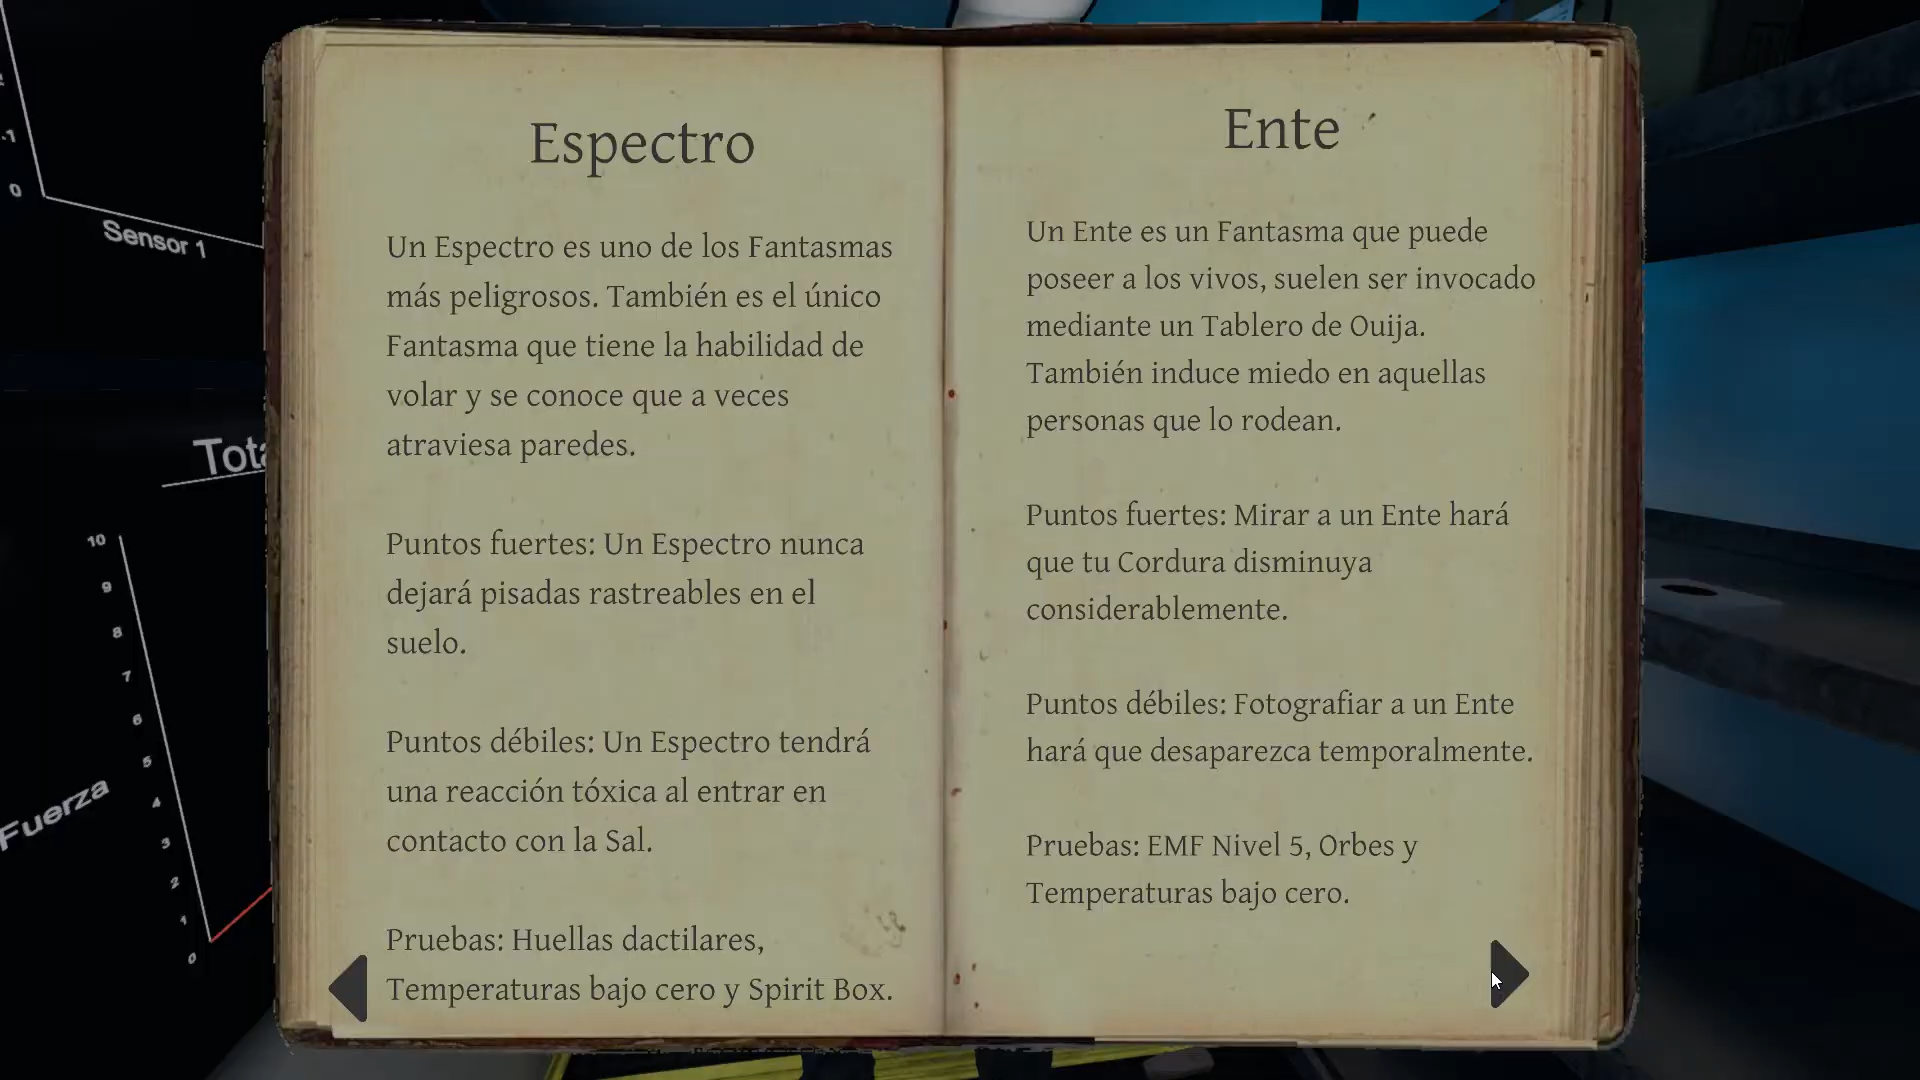 Espectro
Un Espectro es uno de los Fantasmas
más peligrosos. También es el único
Fantasma que tiene la habilidad de
volar y se conoce que a veces
atraviesa paredes.
Puntos fuertes: Un Espectro nunca
dejará pisadas rastreables en el
suelo.
Puntos débiles: Un Espectro tendrá
una reacción tóxica al entrar en
contacto con la Sal.
Pruebas: Huellas dactilares,
Temperaturas bajo cero y Spirit Box.
Ente
Un Ente es un Fantasma que puede
poseer a los vivos, suelen ser invocado
mediante un Tablero de Ouija.
También induce miedo en aquellas
personas que lo rodean.
Puntos fuertes: Mirar a un Ente hará
que tu Cordura disminuya
considerablemente.
Puntos débiles: Fotografiar a un Ente
hará que desaparezca temporalmente.
Pruebas: EMF Nivel 5, Orbes y
Temperaturas bajo cero.
1
0
Sensor 1
10
9
8
7
6
5
4
3
2
1
0
Fuerza